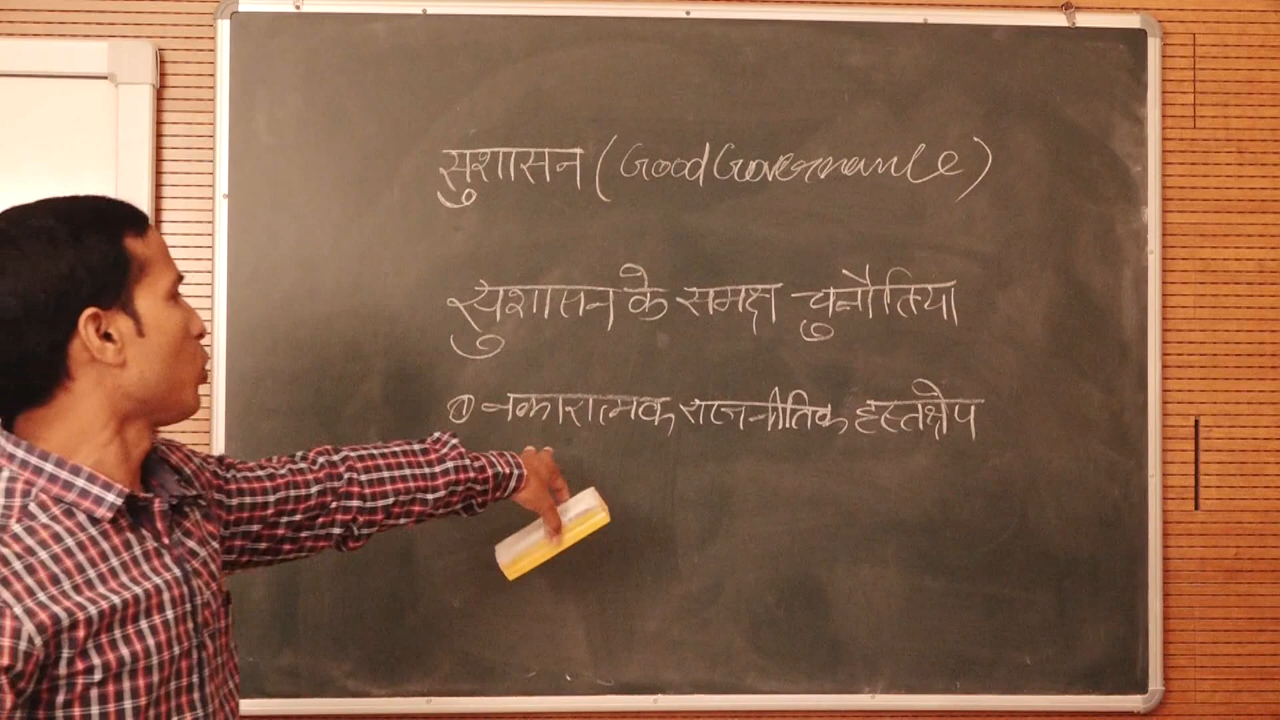 सुशासन (Good Governance)
सुशासन के समक्ष चुनौतिया
① नकारात्मक राजनीतिक हस्तक्षेप